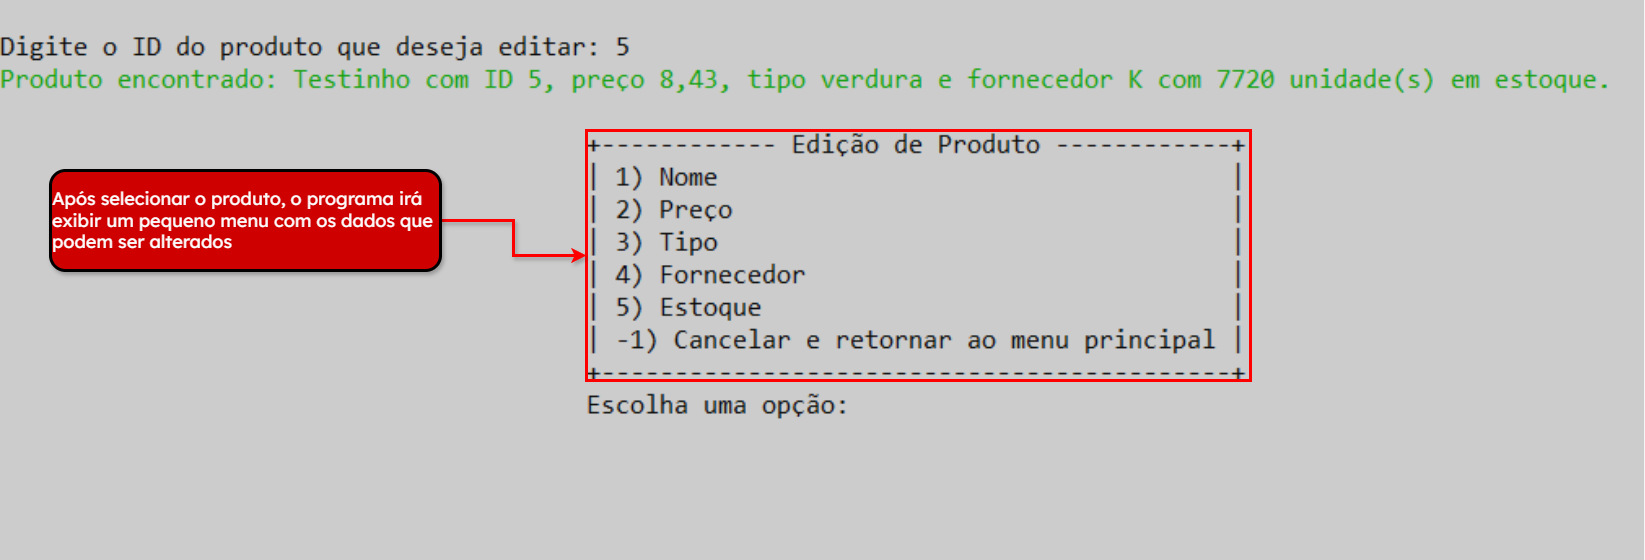 Digite o ID do produto que deseja editar: 5
Produto encontrado: Testinho com ID 5, preço 8,43, tipo verdura e fornecedor K com 7720 unidade(s) em estoque.
+------------ Edição de Produto ------------+
| 1) Nome |
| 2) Preço |
| 3) Tipo |
| 4) Fornecedor |
| 5) Estoque |
| -1) Cancelar e retornar ao menu principal |
+-------------------------------------------+
Escolha uma opção:
Após selecionar o produto, o programa irá
exibir um pequeno menu com os dados que
podem ser alterados